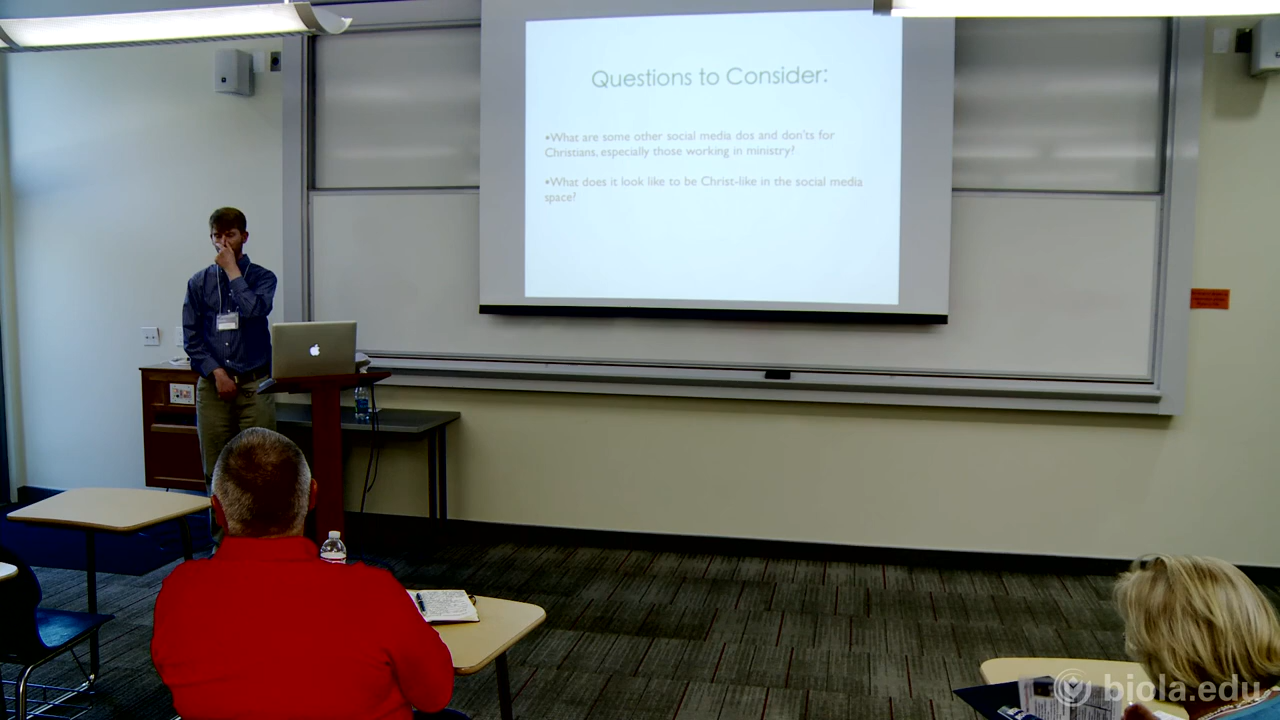 Questions to Consider:
•What are some other social media dos and don'ts for
Christians, especially those working in ministry?
•What does it look like to be Christ-like in the social media
space?
biola.edu